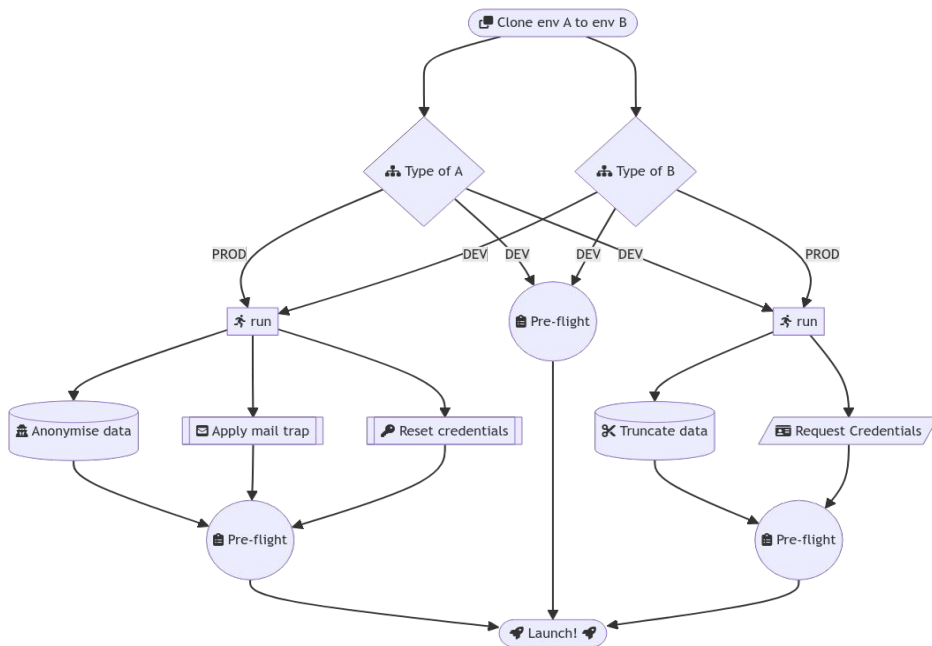 Clone env A to env B
Type of A
Type of B
PROD
DEV
DEV
DEV
DEV
PROD
run
Pre-flight
run
Anonymise data
Apply mail trap
Reset credentials
Truncate data
Request Credentials
Pre-flight
Pre-flight
Launch!